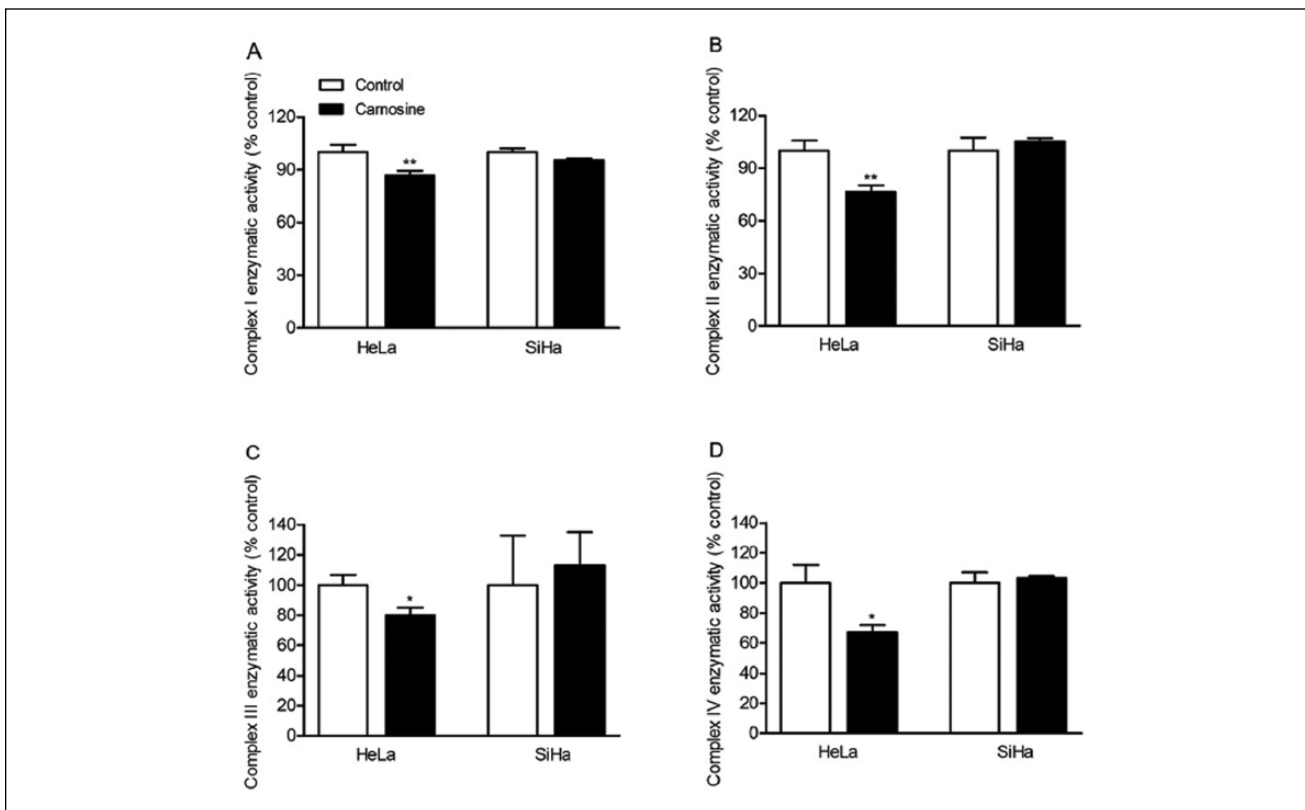 A
Complex I enzymatic activity (% control)
Control
Carnosine
120
90
60
30
0
**
HeLa
SiHa
B
Complex II enzymatic activity (% control)
120
90
60
30
0
**
HeLa
SiHa
C
Complex III enzymatic activity (% control)
140
120
100
80
60
40
20
0
*
HeLa
SiHa
D
Complex IV enzymatic activity (% control)
140
120
100
80
60
40
20
0
*
HeLa
SiHa